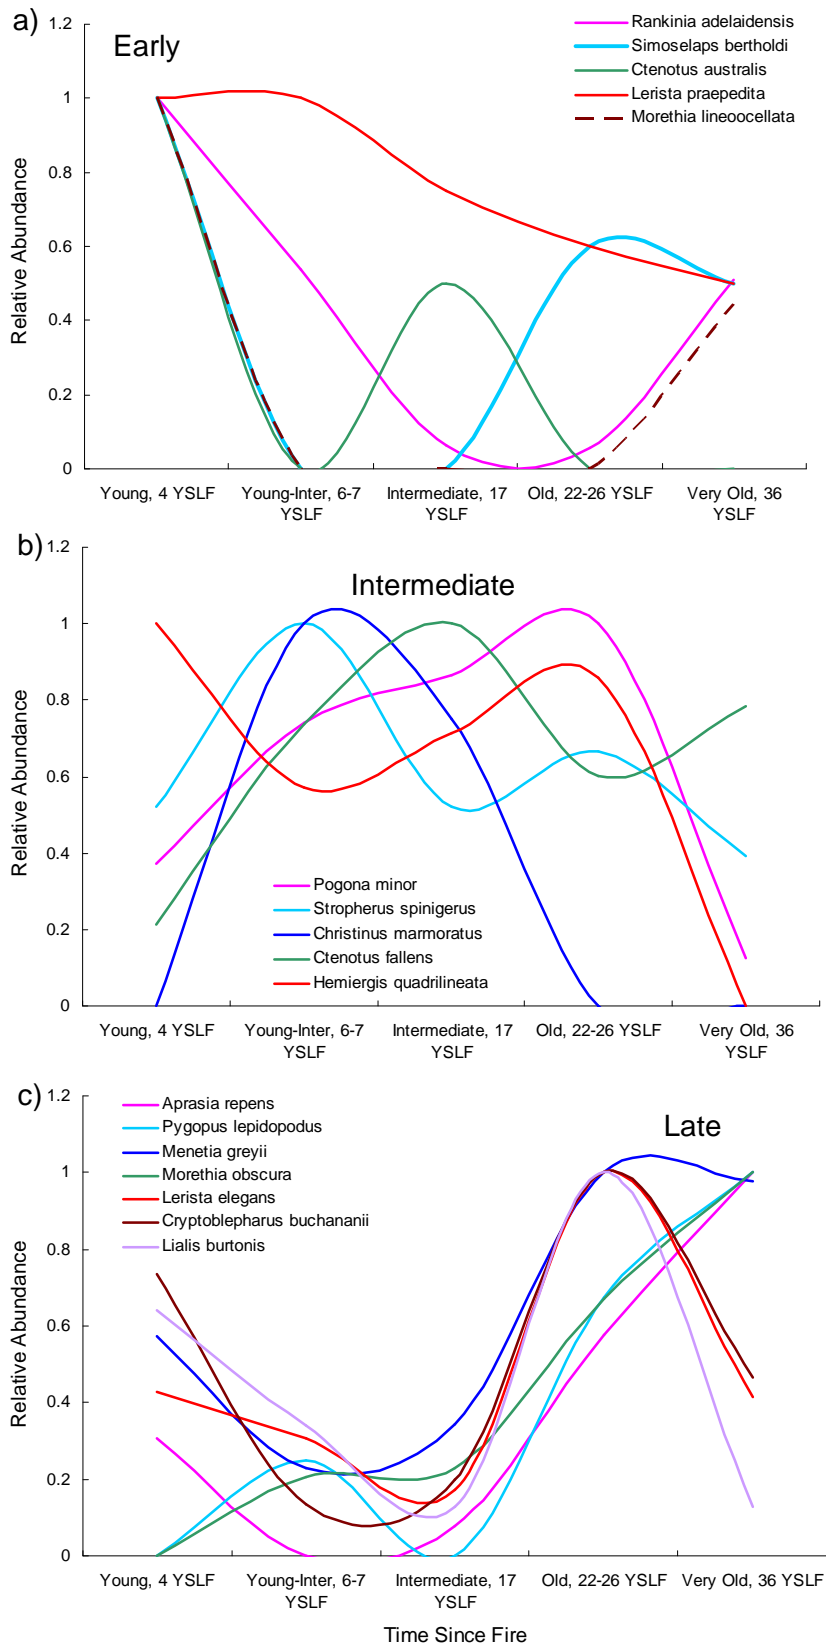 a)
Early
Rankinia adelaidensis
Simoselaps bertholdi
Ctenotus australis
Lerista praepedita
Morethia lineoocellata
1.2
1
0.8
0.6
0.4
0.2
0
Relative Abundance
Young, 4 YSLF
Young-Inter, 6-7
YSLF
Intermediate, 17
YSLF
Old, 22-26 YSLF
Very Old, 36
YSLF
b)
Intermediate
1.2
1
0.8
0.6
0.4
0.2
0
Relative Abundance
Pogona minor
Stropherus spinigerus
Christinus marmoratus
Ctenotus fallens
Hemiergis quadrilineata
Young, 4 YSLF
Young-Inter, 6-7
YSLF
Intermediate, 17
YSLF
Old, 22-26 YSLF
Very Old, 36
YSLF
c)
Late
Aprasia repens
Pygopus lepidopodus
Menetia greyii
Morethia obscura
Lerista elegans
Cryptoblepharus buchananii
Lialis burtonis
1.2
1
0.8
0.6
0.4
0.2
0
Relative Abundance
Young, 4 YSLF
Young-Inter, 6-7
YSLF
Intermediate, 17
YSLF
Old, 22-26 YSLF
Very Old, 36 YSLF
Time Since Fire